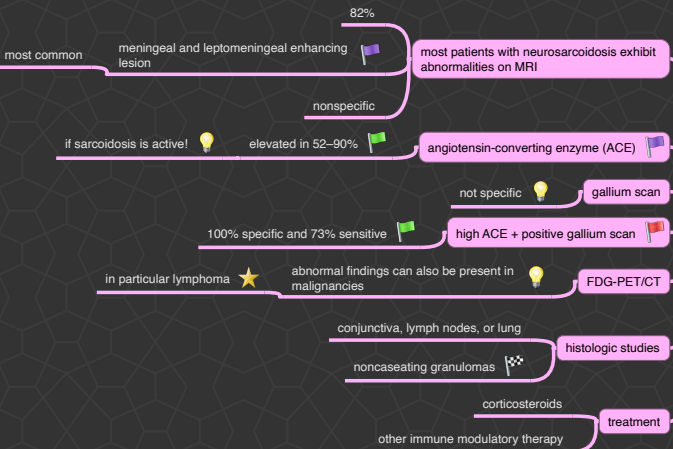 82%
most common
meningeal and leptomeningeal enhancing
lesion
nonspecific
most patients with neurosarcoidosis exhibit
abnormalities on MRI
if sarcoidosis is active!
elevated in 52–90%
angiotensin-converting enzyme (ACE)
not specific
gallium scan
100% specific and 73% sensitive
high ACE + positive gallium scan
in particular lymphoma
abnormal findings can also be present in
malignancies
FDG-PET/CT
conjunctiva, lymph nodes, or lung
noncaseating granulomas
histologic studies
corticosteroids
other immune modulatory therapy
treatment